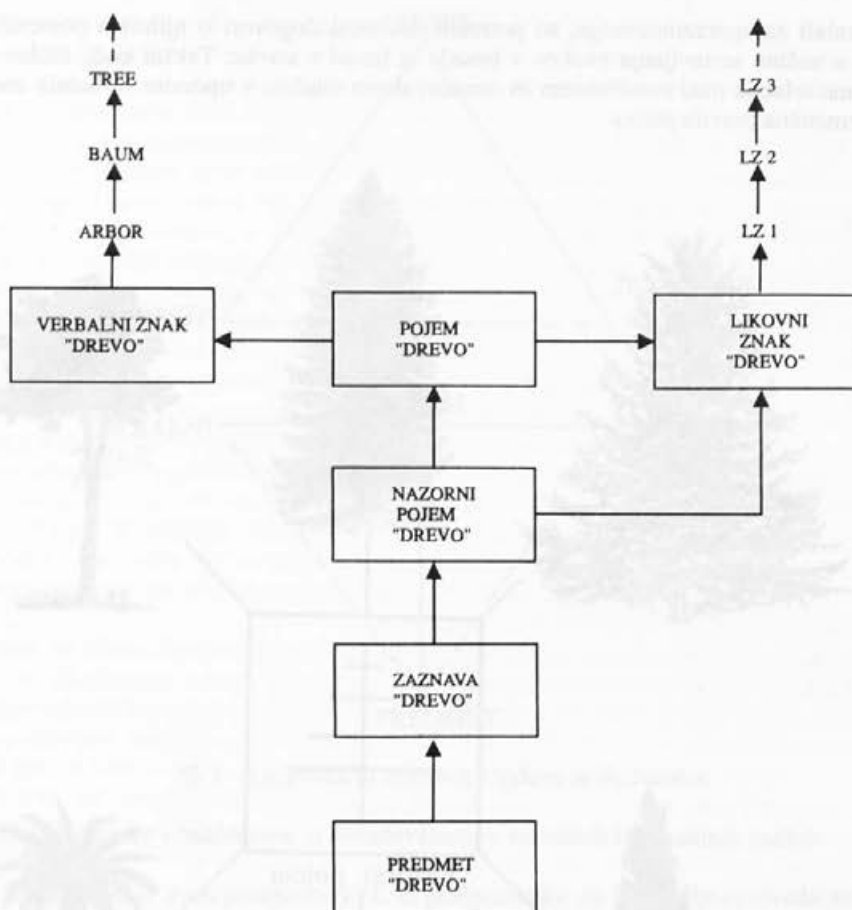 TREE
LZ 3
BAUM
LZ 2
ARBOR
LZ 1
VERBALNI ZNAK
"DREVO"
POJEM
"DREVO"
LIKOVNI
ZNAK
"DREVO"
NAZORNI
POJEM
"DREVO"
ZAZNAVA
"DREVO"
PREDMET
"DREVO"